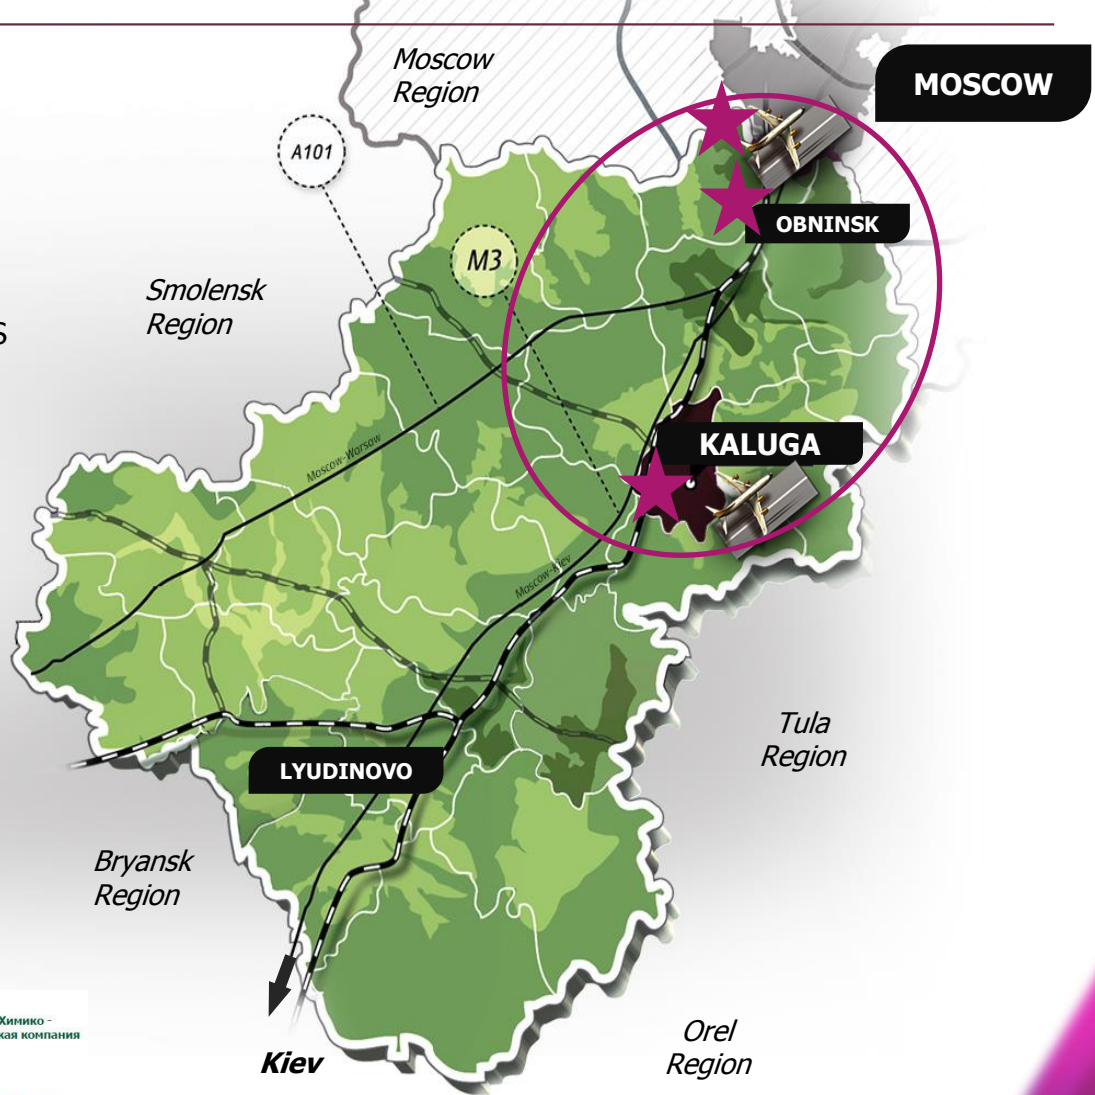 Moscow
Region
MOSCOW
A101
OBNINSK
M3
Smolensk
Region
S
KALUGA
Moscow-Warsaw
Moscow-Kiev
Tula
Region
LYUDINOVO
Bryansk
Region
Химико -
кая компания
Orel
Region
Kiev